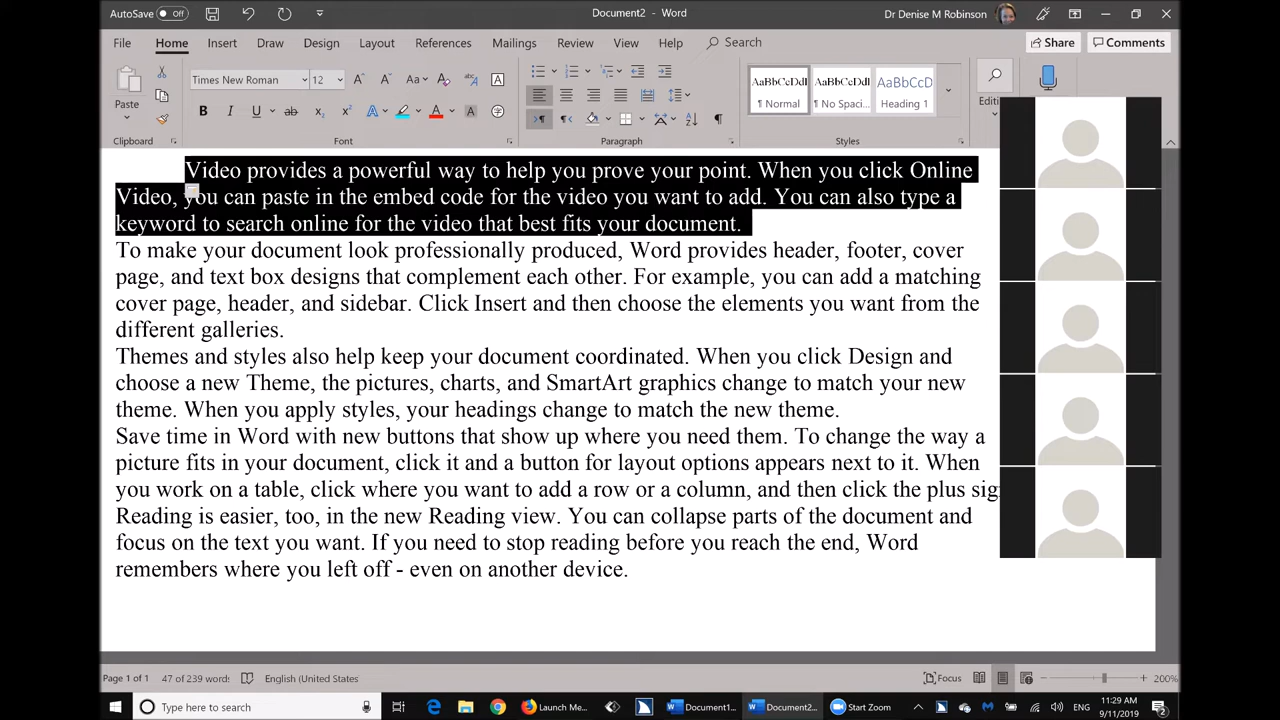 AutoSave Off
Document2 - Word
Dr Denise M Robinson
File Home Insert Draw Design Layout References Mailings Review View Help Search
Share Comments
Times New Roman 12
AaBbCcDdI AaBbCcDdI AaBbCcD
Paste
¶ Normal ¶ No Spaci... Heading 1
Editi
Clipboard Font Paragraph Styles
Video provides a powerful way to help you prove your point. When you click Online
Video, you can paste in the embed code for the video you want to add. You can also type a
keyword to search online for the video that best fits your document.
To make your document look professionally produced, Word provides header, footer, cover
page, and text box designs that complement each other. For example, you can add a matching
cover page, header, and sidebar. Click Insert and then choose the elements you want from the
different galleries.
Themes and styles also help keep your document coordinated. When you click Design and
choose a new Theme, the pictures, charts, and SmartArt graphics change to match your new
theme. When you apply styles, your headings change to match the new theme.
Save time in Word with new buttons that show up where you need them. To change the way a
picture fits in your document, click it and a button for layout options appears next to it. When
you work on a table, click where you want to add a row or a column, and then click the plus sig
Reading is easier, too, in the new Reading view. You can collapse parts of the document and
focus on the text you want. If you need to stop reading before you reach the end, Word
remembers where you left off - even on another device.
Page 1 of 1 47 of 239 words English (United States Focus 200%
Type here to search
Launch Me...
Document1...
Document2...
Start Zoom
ENG
11:29 AM
9/11/2019
2